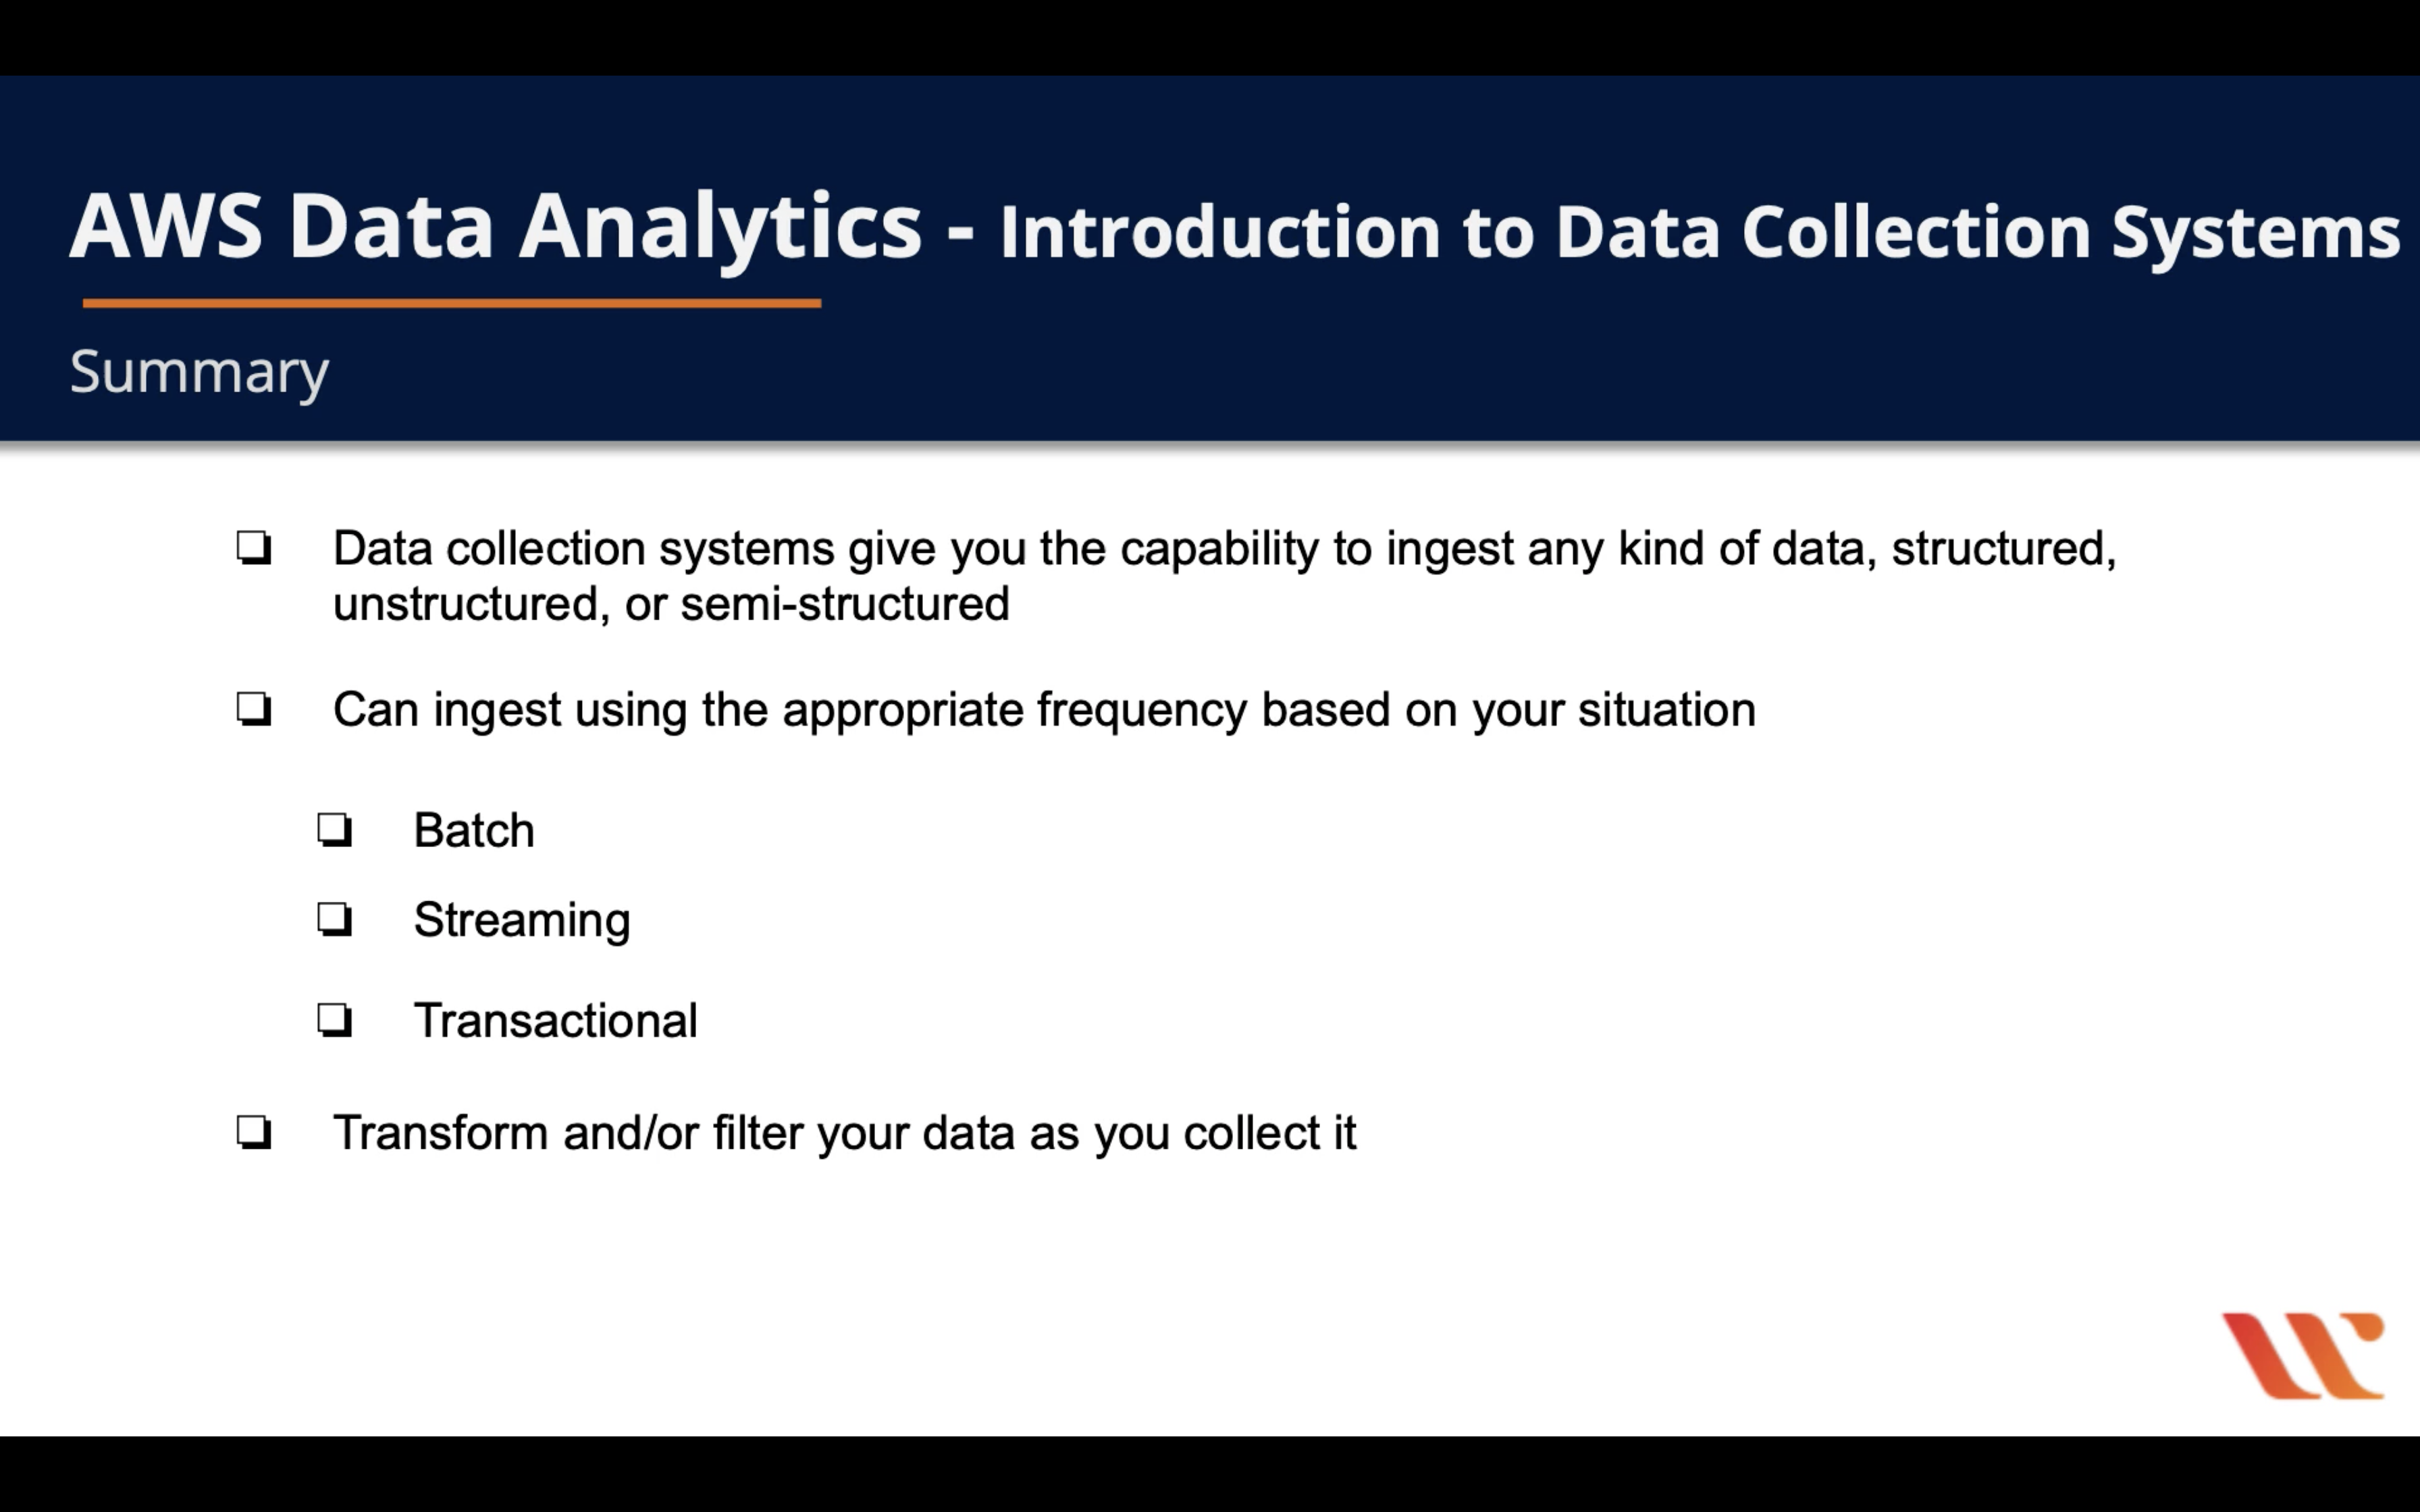 AWS Data Analytics - Introduction to Data Collection Systems
Summary
Data collection systems give you the capability to ingest any kind of data, structured,
unstructured, or semi-structured
Can ingest using the appropriate frequency based on your situation
Batch
Streaming
Transactional
Transform and/or filter your data as you collect it